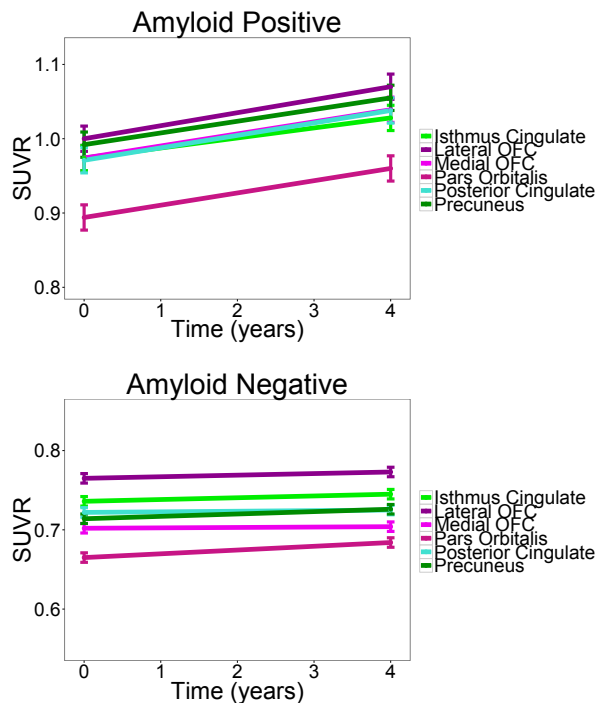 Amyloid Positive
1.1
1.0
0.9
0.8
SUVR
0 1 2 3 4
Time (years)
Isthmus Cingulate
Lateral OFC
Medial OFC
Pars Orbitalis
Posterior Cingulate
Precuneus
Amyloid Negative
0.8
0.7
0.6
SUVR
0 1 2 3 4
Time (years)
Isthmus Cingulate
Lateral OFC
Medial OFC
Pars Orbitalis
Posterior Cingulate
Precuneus